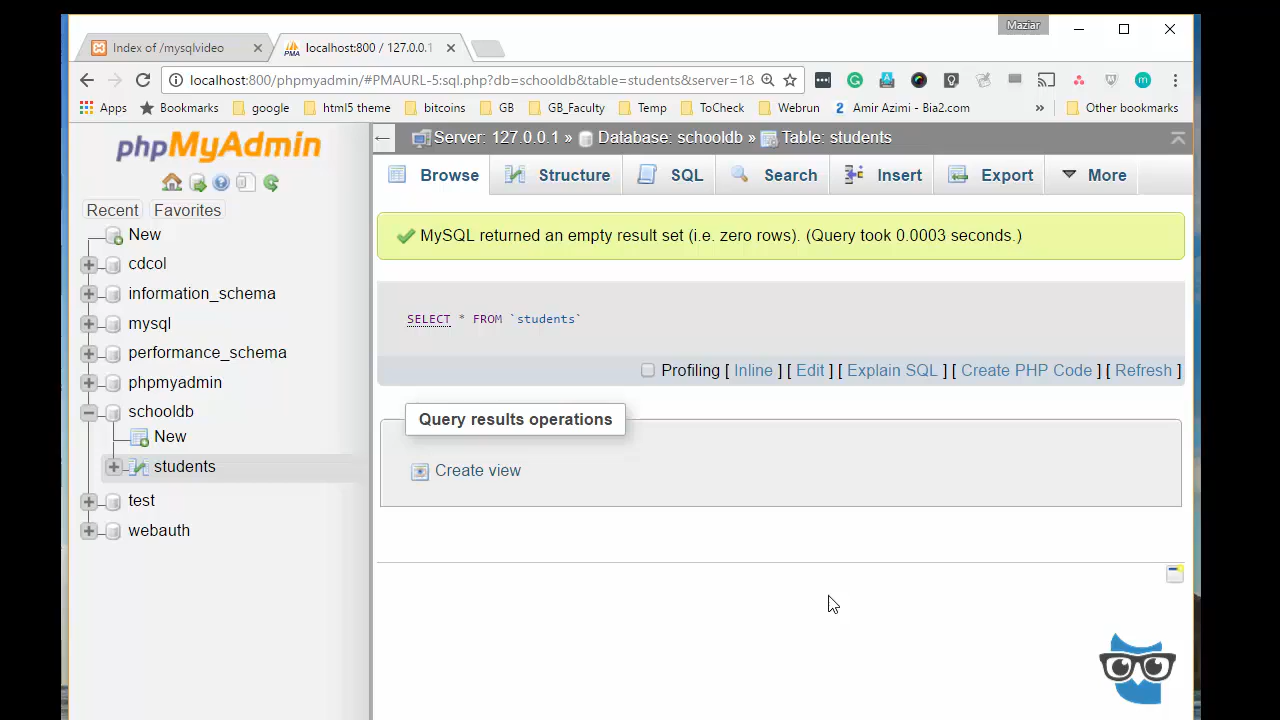 Maziar
Index of /mysqlvideo
localhost:800 / 127.0.0.1
localhost:800/phpmyadmin/#PMAURL-5:sql.php?db=schooldb&table=students&server=1&
Apps Bookmarks google html5 theme bitcoins GB GB_Faculty Temp ToCheck Webrun Amir Azimi - Bia2.com » Other bookmarks
phpMyAdmin
Recent Favorites
New
cdcol
information_schema
mysql
performance_schema
phpmyadmin
schooldb
New
students
test
webauth
Server: 127.0.0.1 » Database: schooldb » Table: students
Browse Structure SQL Search Insert Export More
MySQL returned an empty result set (i.e. zero rows). (Query took 0.0003 seconds.)
SELECT * FROM `students`
Profiling [ Inline ] [ Edit ] [ Explain SQL ] [ Create PHP Code ] [ Refresh ]
Query results operations
Create view